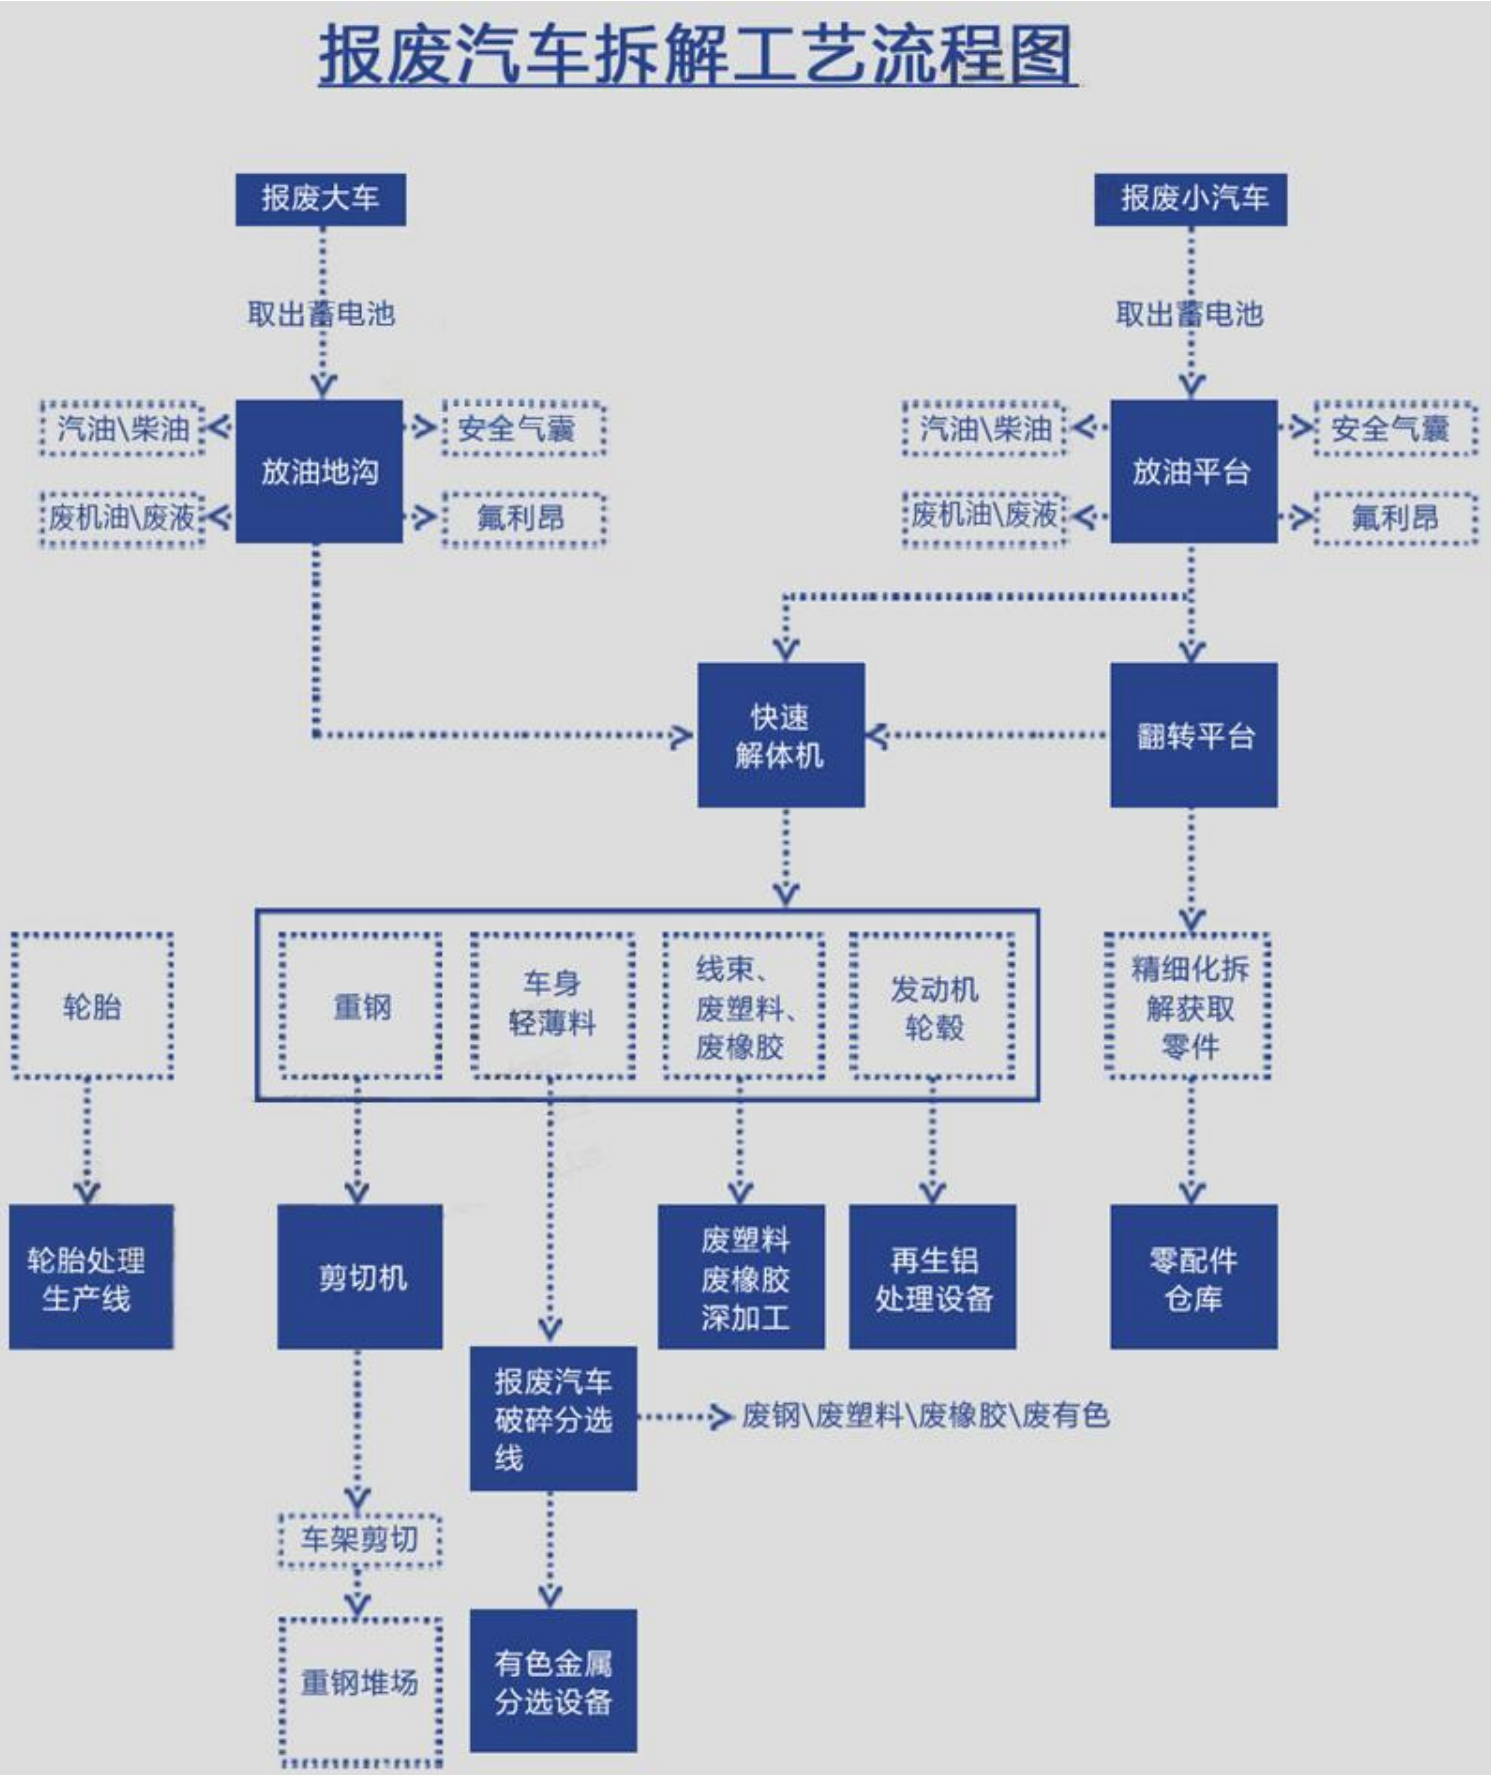 报废汽车拆解工艺流程图
报废大车
报废小汽车
取出蓄电池
取出蓄电池
汽油\柴油
安全气囊
放油地沟
废机油\废液
氟利昂
汽油\柴油
安全气囊
放油平台
废机油\废液
氟利昂
快速
解体机
翻转平台
轮胎
重钢
车身
轻薄料
线束、
废塑料、
废橡胶
发动机
轮毂
精细化拆
解获取
零件
轮胎处理
生产线
剪切机
废塑料
废橡胶
深加工
再生铝
处理设备
零配件
仓库
报废汽车
破碎分选
线
废钢\废塑料\废橡胶\废有色
车架剪切
重钢堆场
有色金属
分选设备